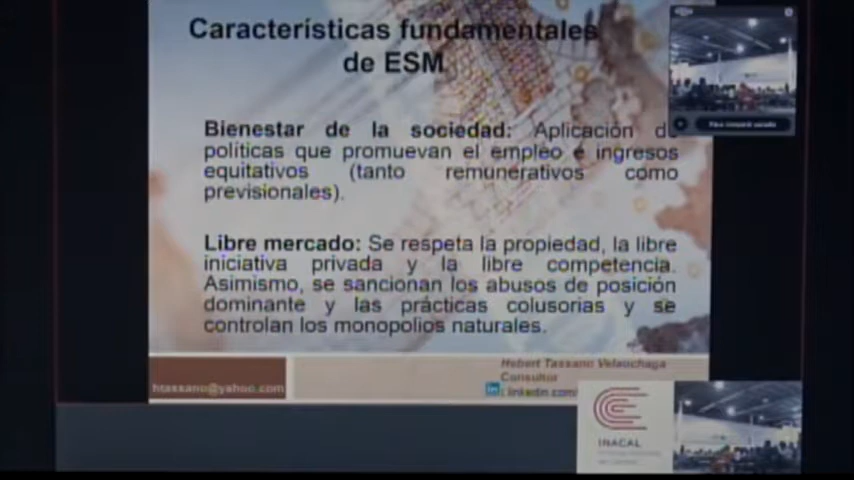 Características fundamentales
de ESM
Bienestar de la sociedad: Aplicación de
políticas que promuevan el empleo e ingresos
equitativos (tanto remunerativos como
previsionales).
Libre mercado: Se respeta la propiedad, la libre
iniciativa privada y la libre competencia.
Asimismo, se sancionan los abusos de posición
dominante y las prácticas colusorias y se
controlan los monopolios naturales.
Hebert Tassano Velaochaga
Consultor
htassano@yahoo.com
linkedin.com/
INACAL